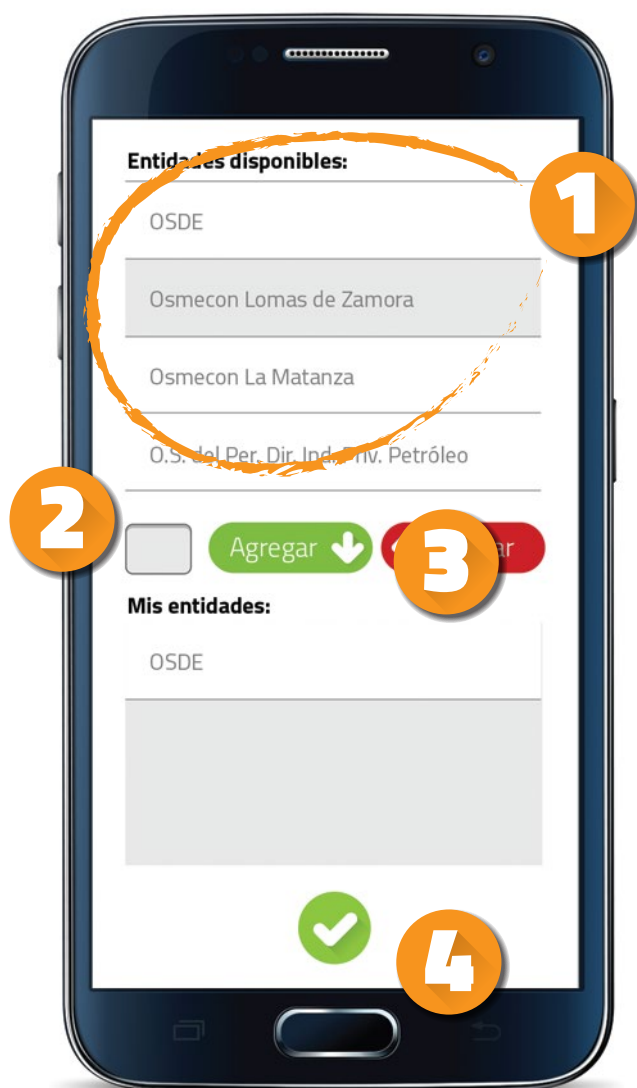 Entidades disponibles:
1
OSDE
Osmecon Lomas de Zamora
Osmecon La Matanza
O.S. del Per. Dir. Ind. Priv. Petróleo
2
Agregar
3
Mis entidades:
OSDE
4